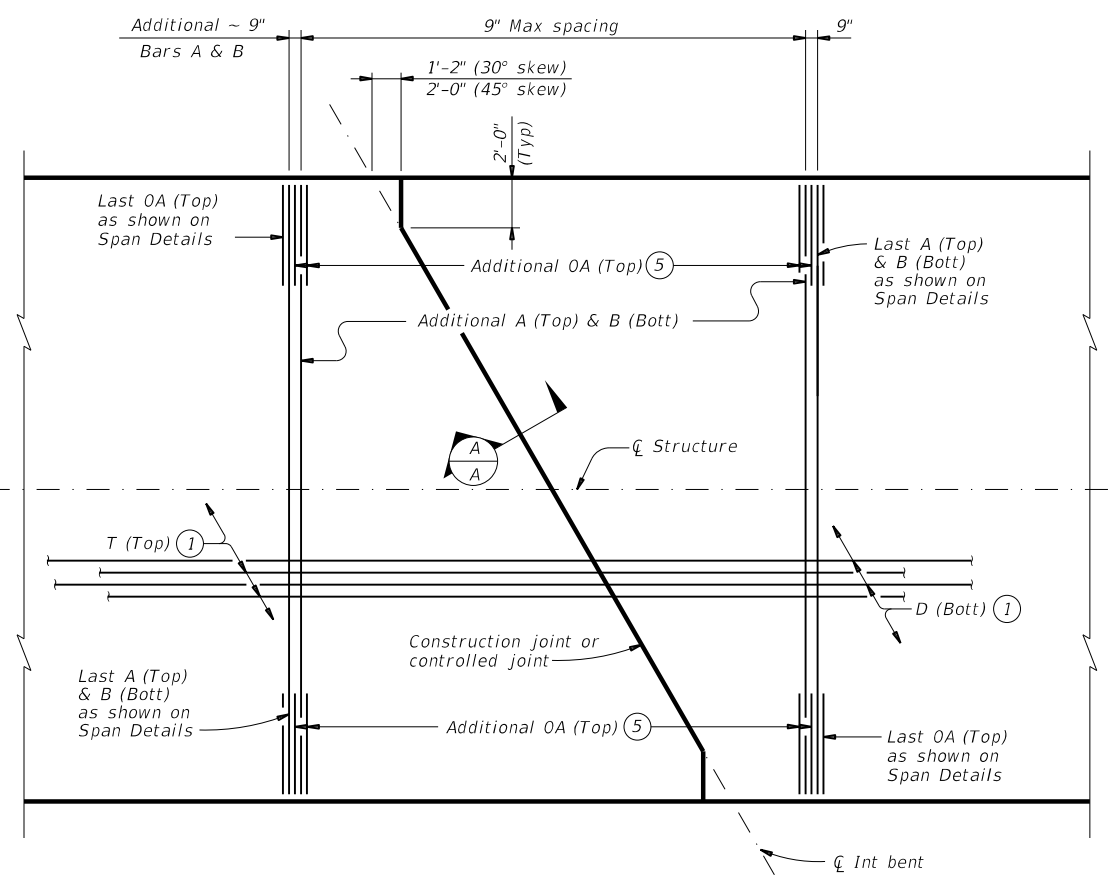 Additional ~ 9"
Bars A & B
9" Max spacing
9"
1'-2" (30° skew)
2'-0" (45° skew)
2'-0"
(Typ)
Last OA (Top)
as shown on
Span Details
Last A (Top)
& B (Bott)
as shown on
Span Details
Additional OA (Top) 5
Additional A (Top) & B (Bott)
A
A
℄ Structure
T (Top) 1
D (Bott) 1
Construction joint or
controlled joint
Last A (Top)
& B (Bott)
as shown on
Span Details
Additional OA (Top) 5
Last OA (Top)
as shown on
Span Details
℄ Int bent